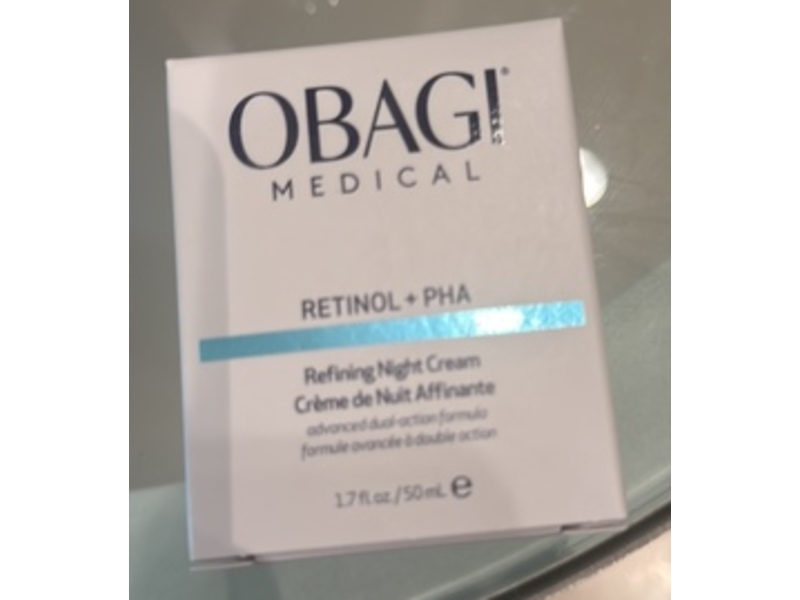 OBAGI®
MEDICAL
RETINOL + PHA
Refining Night Cream
Crème de Nuit Affinante
advanced dual-action formula
formule avancée à double action
1.7 fl. oz. / 50 mL ℮